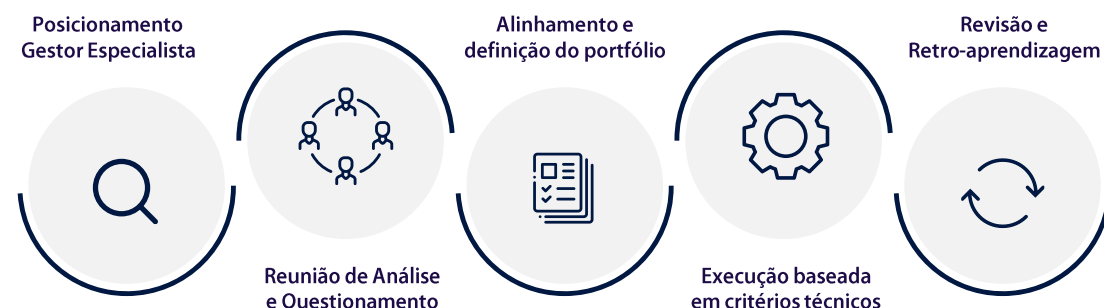 Posicionamento
Gestor Especialista
Reunião de Análise
e Questionamento
Alinhamento e
definição do portfólio
Execução baseada
em critérios técnicos
Revisão e
Retro-aprendizagem